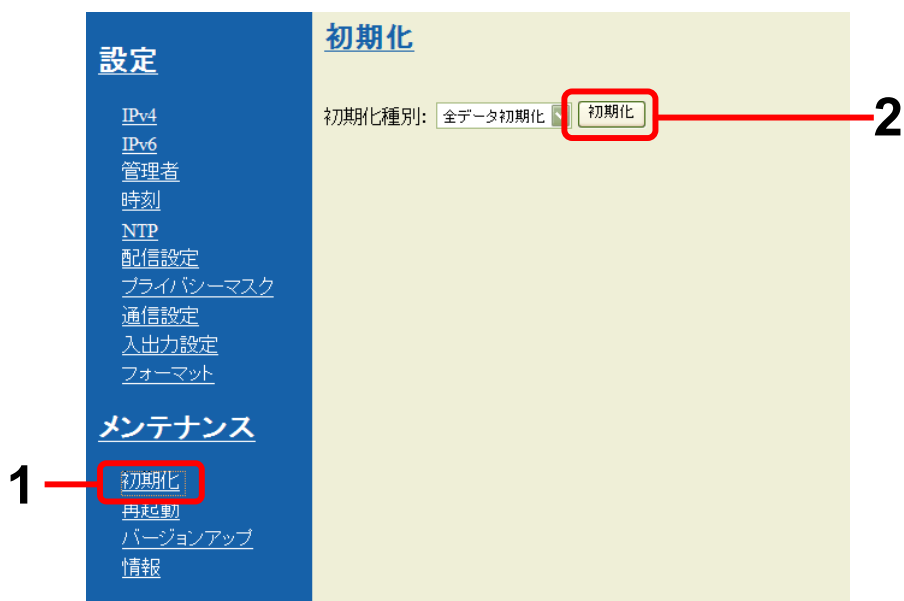 設定
IPv4
IPv6
管理者
時刻
NTP
配信設定
プライバシーマスク
通信設定
入出力設定
フォーマット
メンテナンス
1
初期化
再起動
バージョンアップ
情報
初期化
初期化種別: 全データ初期化 初期化
2